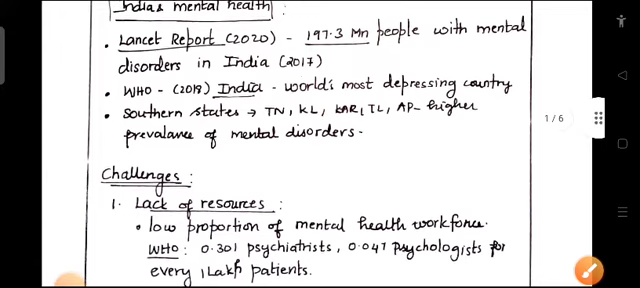 India & mental health :
• Lancet Report (2020) - 197.3 Mn people with mental
disorders in India (2017)
• WHO - (2018) India - world's most depressing country
• Southern states → TN, KL, KAR, TL, AP - higher
prevalance of mental disorders.
1 / 6
Challenges :
1. Lack of resources :
• low proportion of mental health workforce.
WHO : 0.301 psychiatrists, 0.047 psychologists for
every 1 Lakh patients.